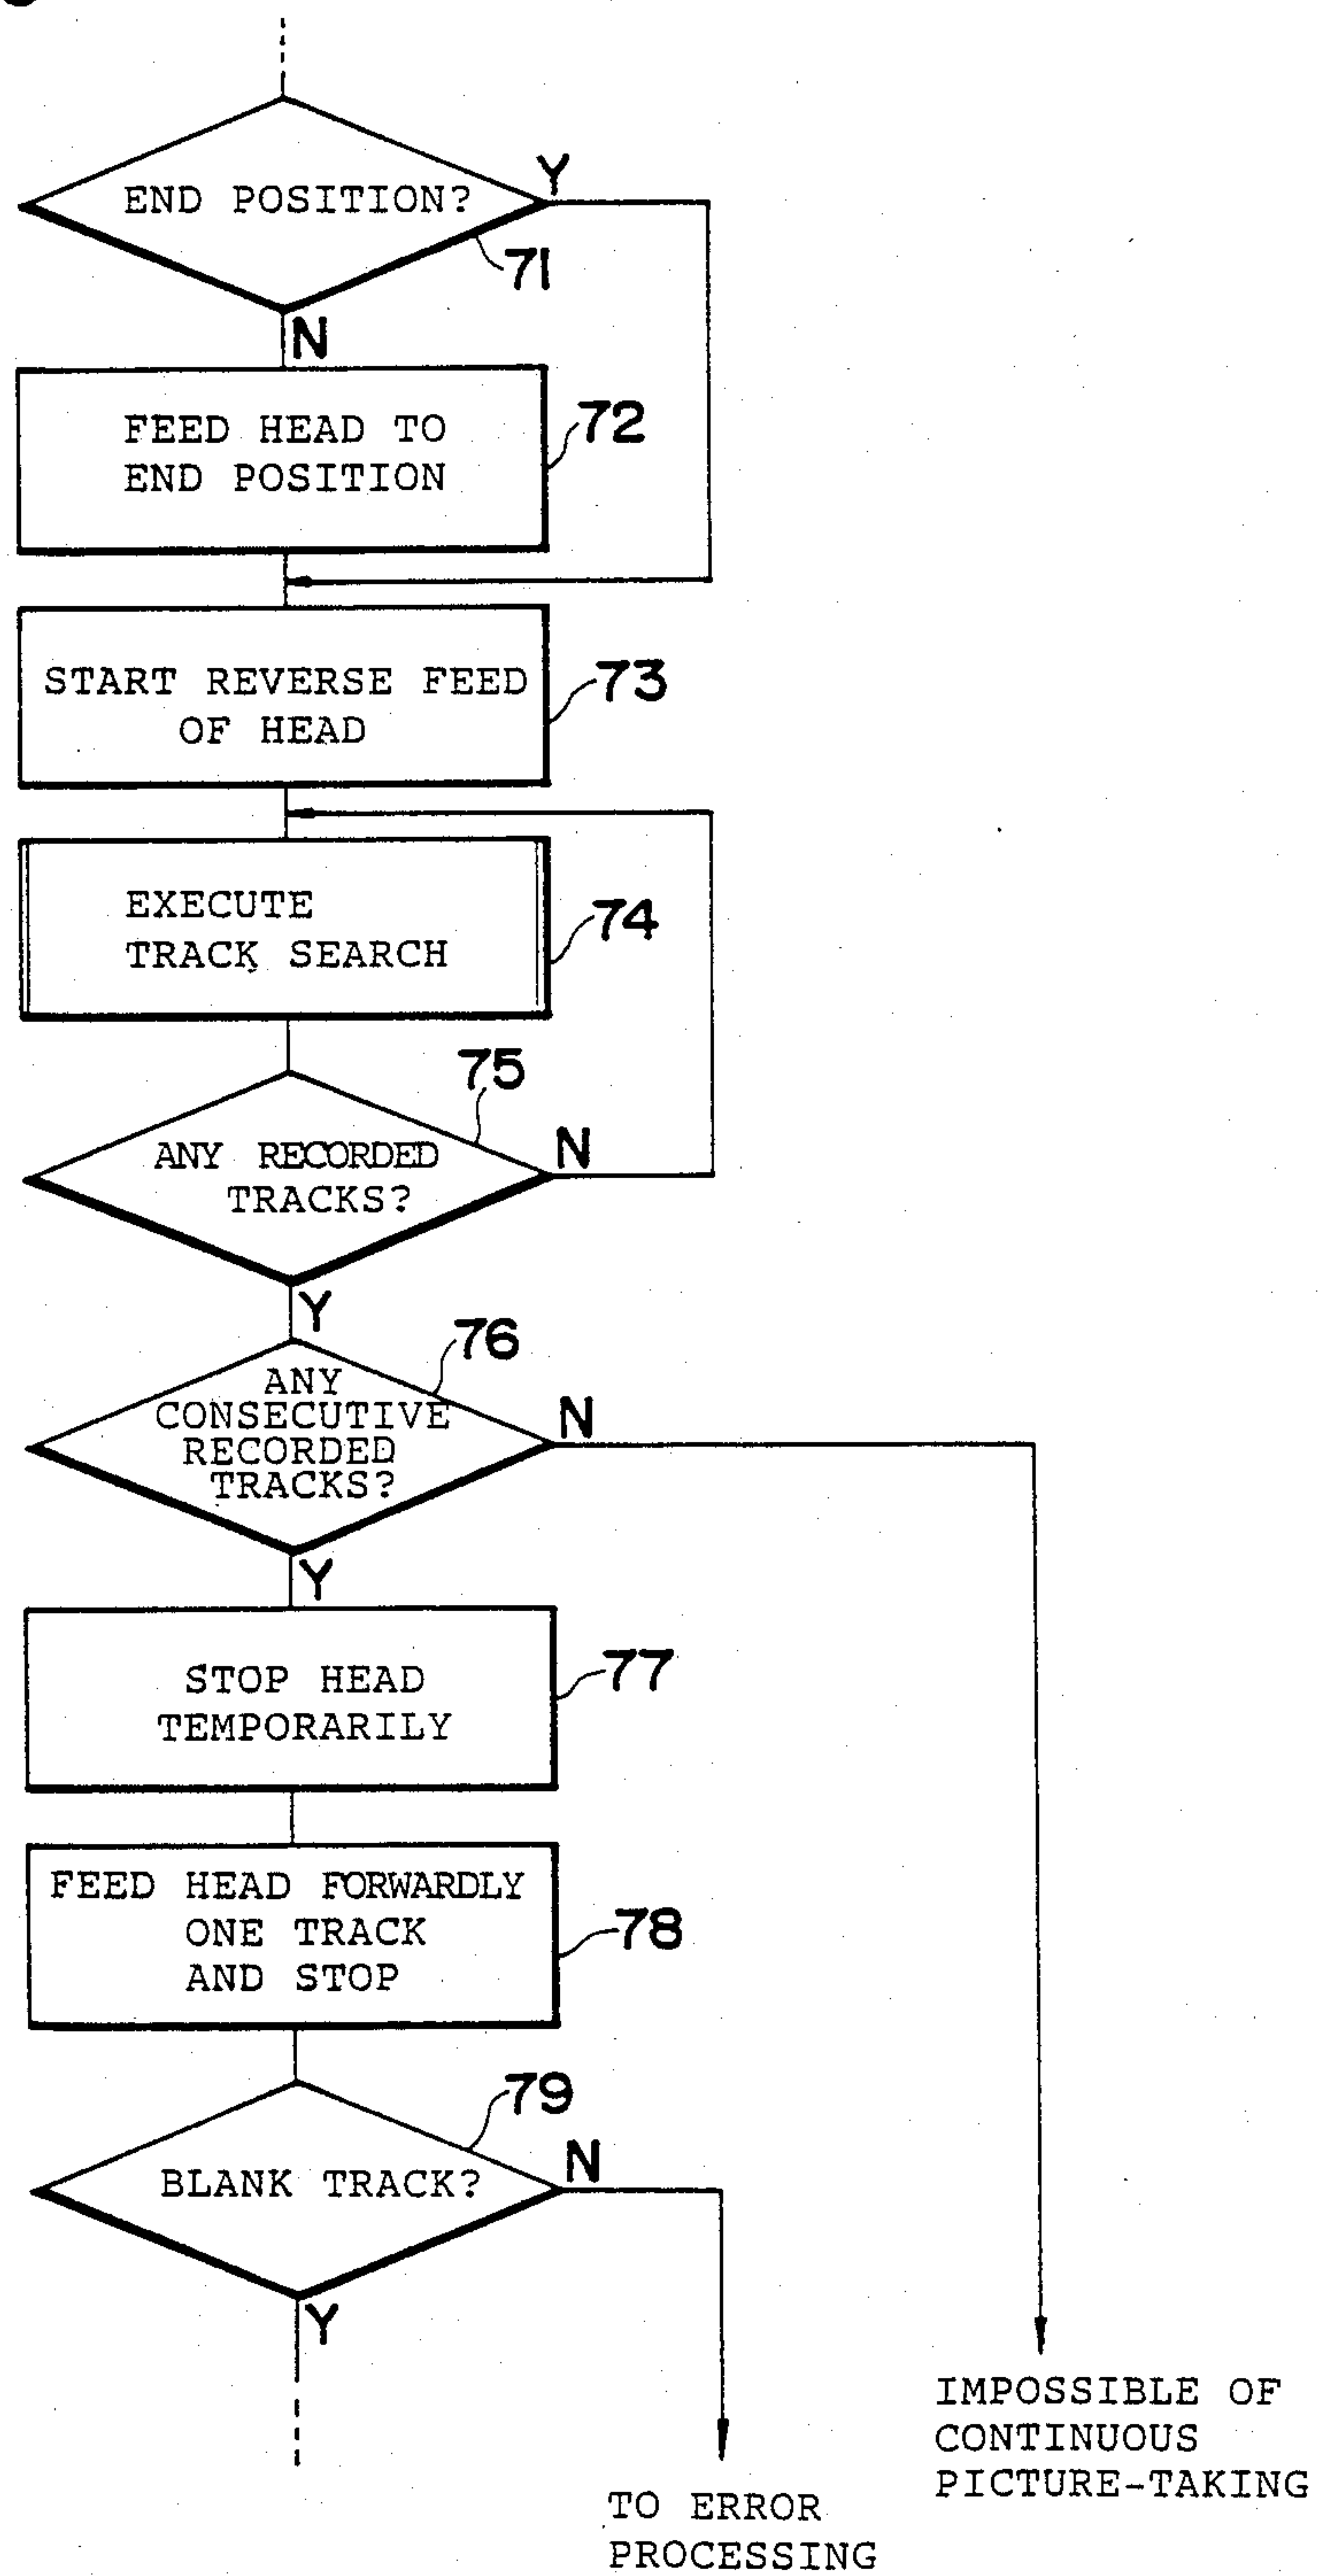 END POSITION?
Y
71
N
FEED HEAD TO
END POSITION
72
START REVERSE FEED
OF HEAD
73
EXECUTE
TRACK SEARCH
74
75
ANY RECORDED
TRACKS?
N
Y
76
ANY
CONSECUTIVE
RECORDED
TRACKS?
N
Y
STOP HEAD
TEMPORARILY
77
FEED HEAD FORWARDLY
ONE TRACK
AND STOP
78
79
BLANK TRACK?
N
Y
IMPOSSIBLE OF
CONTINUOUS
PICTURE-TAKING
TO ERROR
PROCESSING